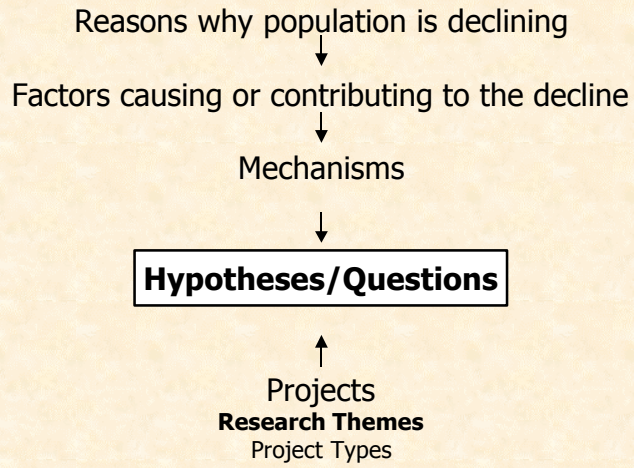 Reasons why population is declining
Factors causing or contributing to the decline
Mechanisms
Hypotheses/Questions
Projects
Research Themes
Project Types